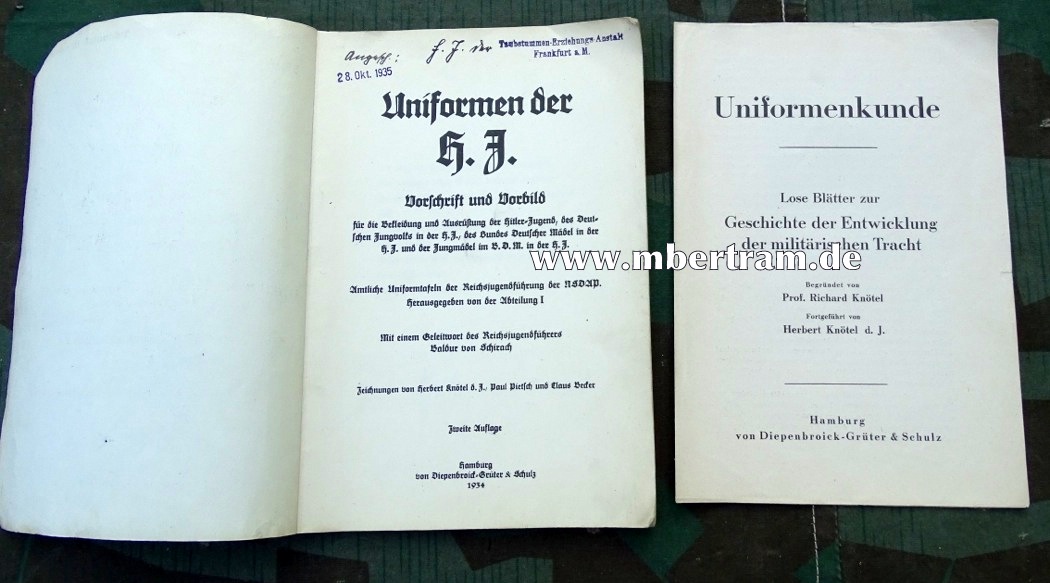 Angesch.: H. J. der Taubstummen-Erziehungs-Anstalt
Frankfurt a. M.
28. Okt. 1935
Uniformen der
H. J.
Vorschrift und Vorbild
für die Bekleidung und Ausrüstung der Hitler-Jugend, des Deut-
schen Jungvolks in der H.J., des Bundes Deutscher Mädel in der
H. J. und der Jungmädel im B. D. M. in der H. J.
Amtliche Uniformtafeln der Reichsjugendführung der NSDAP.
Herausgegeben von der Abteilung I
Mit einem Geleitwort des Reichsjugendführers
Baldur von Schirach
Zeichnungen von Herbert Knötel d. J., Paul Pietsch und Claus Becker
Zweite Auflage
Hamburg
von Diepenbroick-Grüter & Schulz
1934
Uniformenkunde
Lose Blätter zur
Geschichte der Entwicklung
der militärischen Tracht
www.mbertram.de
Begründet von
Prof. Richard Knötel
Fortgeführt von
Herbert Knötel d. J.
Hamburg
von Diepenbroick-Grüter & Schulz